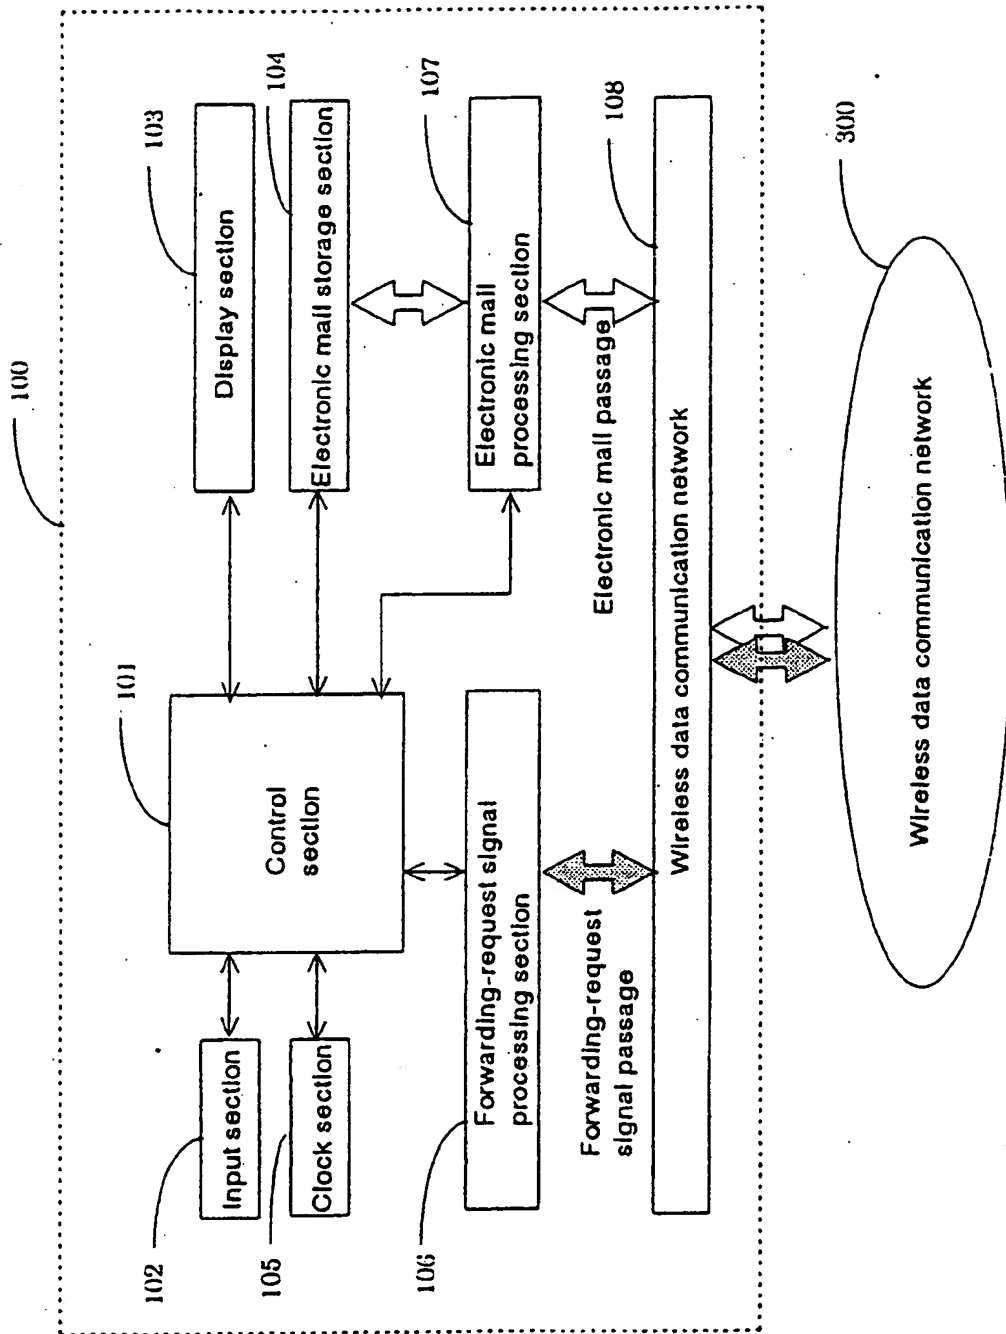 100
102
101
103
Input section
Control
section
Display section
105
104
Clock section
Electronic mail storage section
106
107
Forwarding-request signal
processing section
Electronic mail
processing section
Forwarding-request
signal passage
Electronic mail passage
108
Wireless data communication network
300
Wireless data communication network